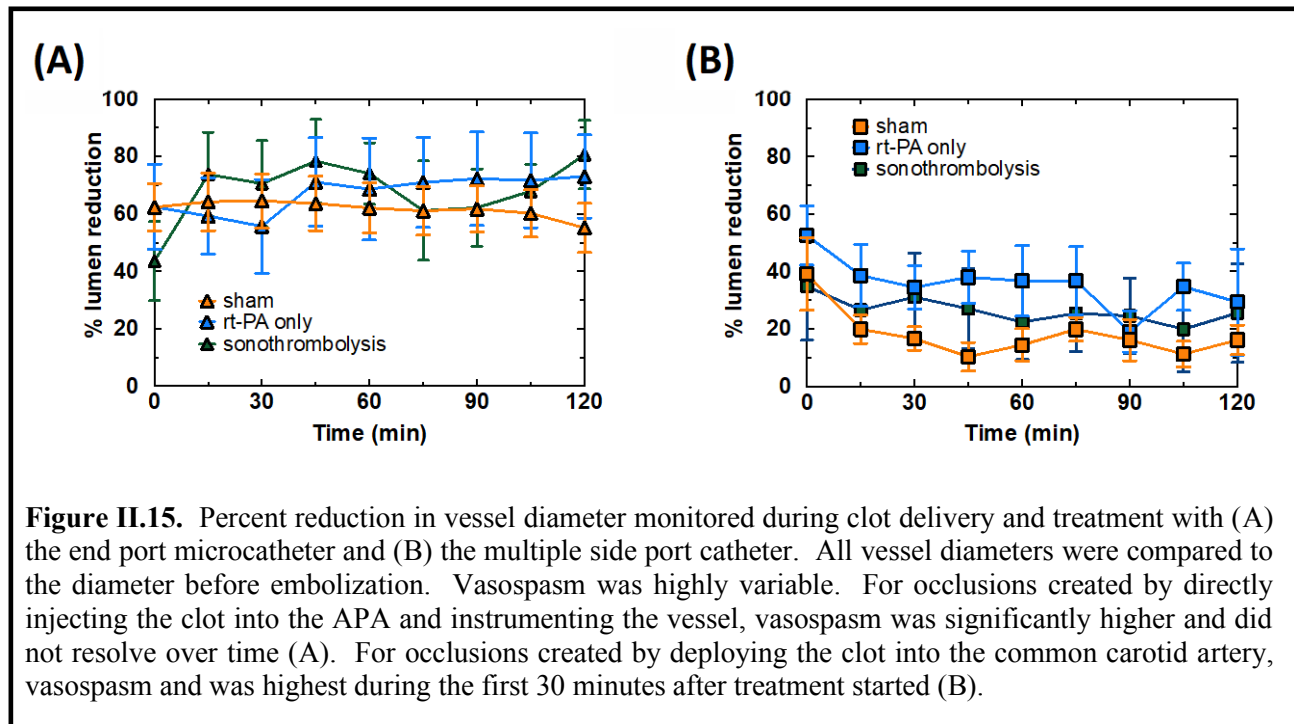 (A)
100
80
60
40
20
0
% lumen reduction
sham
rt-PA only
sonothrombolysis
0 30 60 90 120
Time (min)
(B)
100
80
60
40
20
0
% lumen reduction
sham
rt-PA only
sonothrombolysis
0 30 60 90 120
Time (min)
Figure II.15. Percent reduction in vessel diameter monitored during clot delivery and treatment with (A)
the end port microcatheter and (B) the multiple side port catheter. All vessel diameters were compared to
the diameter before embolization. Vasospasm was highly variable. For occlusions created by directly
injecting the clot into the APA and instrumenting the vessel, vasospasm was significantly higher and did
not resolve over time (A). For occlusions created by deploying the clot into the common carotid artery,
vasospasm and was highest during the first 30 minutes after treatment started (B).